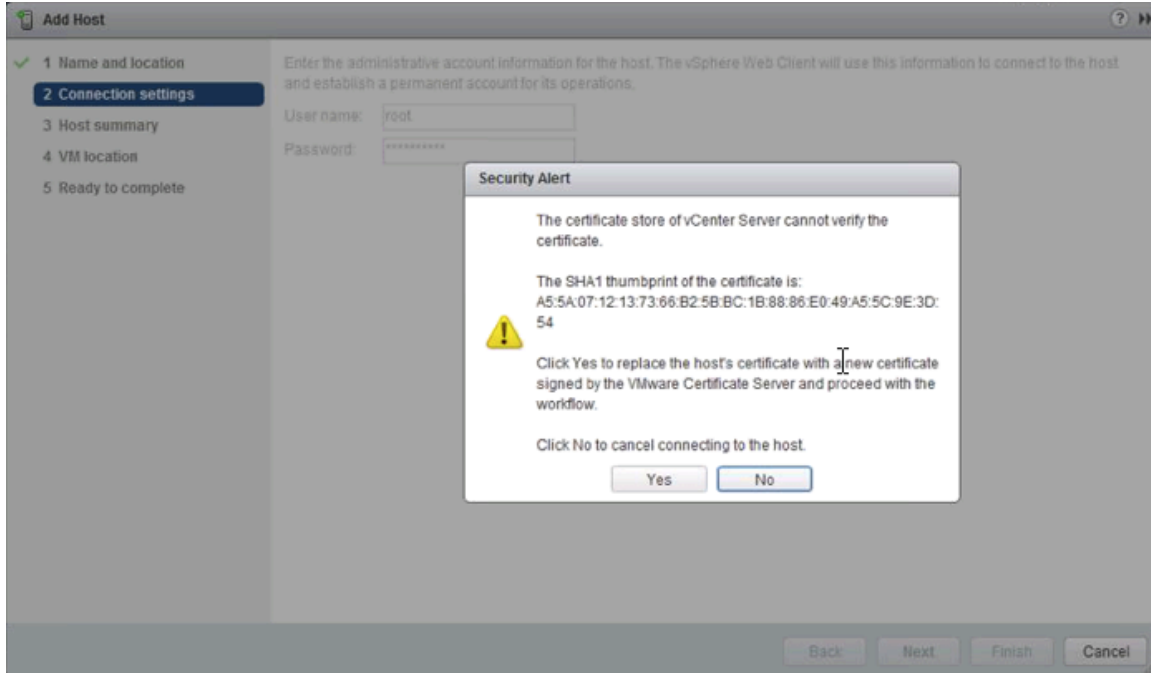 Add Host
?
1 Name and location
2 Connection settings
3 Host summary
4 VM location
5 Ready to complete
Enter the administrative account information for the host. The vSphere Web Client will use this information to connect to the host
and establish a permanent account for its operations.
User name: root
Password: **********
Security Alert
The certificate store of vCenter Server cannot verify the
certificate.
The SHA1 thumbprint of the certificate is:
A5:5A:07:12:13:73:66:B2:5B:BC:1B:88:86:E0:49:A5:5C:9E:3D:
54
Click Yes to replace the host's certificate with a new certificate
signed by the VMware Certificate Server and proceed with the
workflow.
Click No to cancel connecting to the host.
Yes No
Back Next Finish Cancel